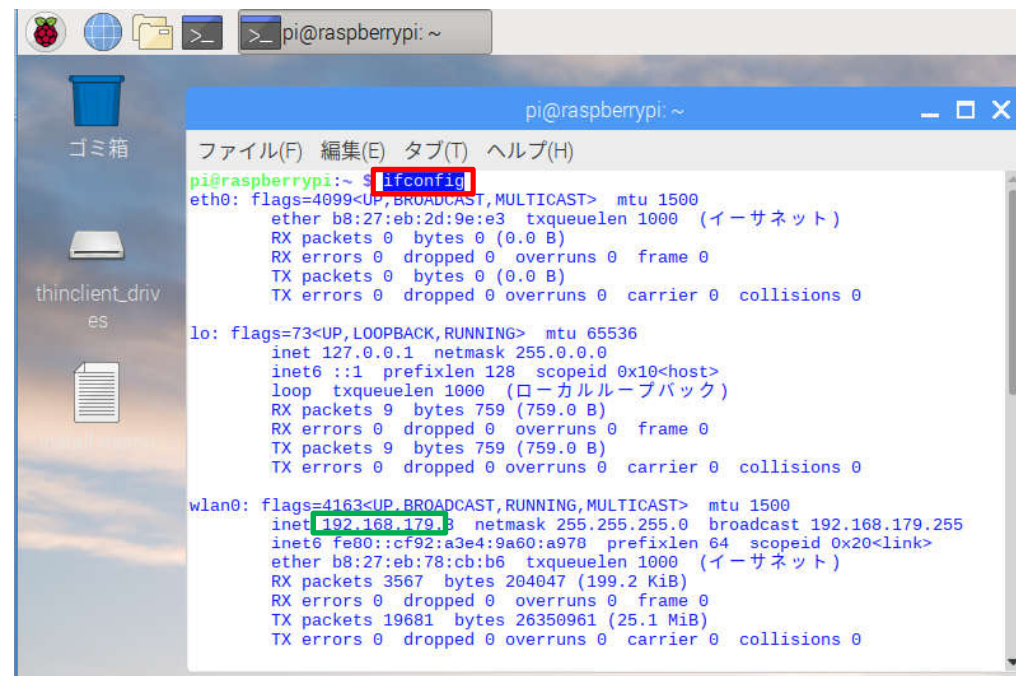 pi@raspberrypi: ~
pi@raspberrypi: ~
ゴミ箱
thinclient_driv
es
ファイル(F) 編集(E) タブ(T) ヘルプ(H)
pi@raspberrypi:~ $ ifconfig
eth0: flags=4099<UP,BROADCAST,MULTICAST> mtu 1500
ether b8:27:eb:2d:9e:e3 txqueuelen 1000 (イーサネット)
RX packets 0 bytes 0 (0.0 B)
RX errors 0 dropped 0 overruns 0 frame 0
TX packets 0 bytes 0 (0.0 B)
TX errors 0 dropped 0 overruns 0 carrier 0 collisions 0
lo: flags=73<UP,LOOPBACK,RUNNING> mtu 65536
inet 127.0.0.1 netmask 255.0.0.0
inet6 ::1 prefixlen 128 scopeid 0x10<host>
loop txqueuelen 1000 (ローカルループバック)
RX packets 9 bytes 759 (759.0 B)
RX errors 0 dropped 0 overruns 0 frame 0
TX packets 9 bytes 759 (759.0 B)
TX errors 0 dropped 0 overruns 0 carrier 0 collisions 0
wlan0: flags=4163<UP,BROADCAST,RUNNING,MULTICAST> mtu 1500
inet 192.168.179.3 netmask 255.255.255.0 broadcast 192.168.179.255
inet6 fe80::cf92:a3e4:9a60:a978 prefixlen 64 scopeid 0x20<link>
ether b8:27:eb:78:cb:b6 txqueuelen 1000 (イーサネット)
RX packets 3567 bytes 204047 (199.2 KiB)
RX errors 0 dropped 0 overruns 0 frame 0
TX packets 19681 bytes 26350961 (25.1 MiB)
TX errors 0 dropped 0 overruns 0 carrier 0 collisions 0